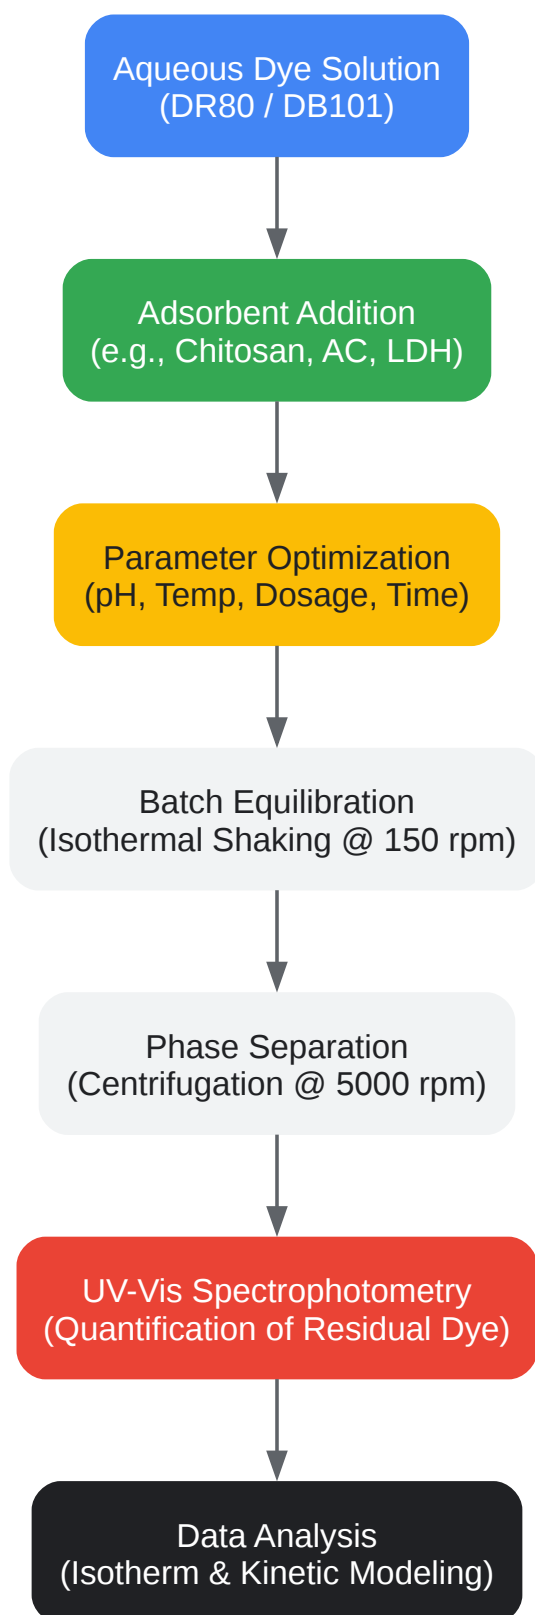 Aqueous Dye Solution
(DR80 / DB101)
Adsorbent Addition
(e.g., Chitosan, AC, LDH)
Parameter Optimization
(pH, Temp, Dosage, Time)
Batch Equilibration
(Isothermal Shaking @ 150 rpm)
Phase Separation
(Centrifugation @ 5000 rpm)
UV-Vis Spectrophotometry
(Quantification of Residual Dye)
Data Analysis
(Isotherm & Kinetic Modeling)